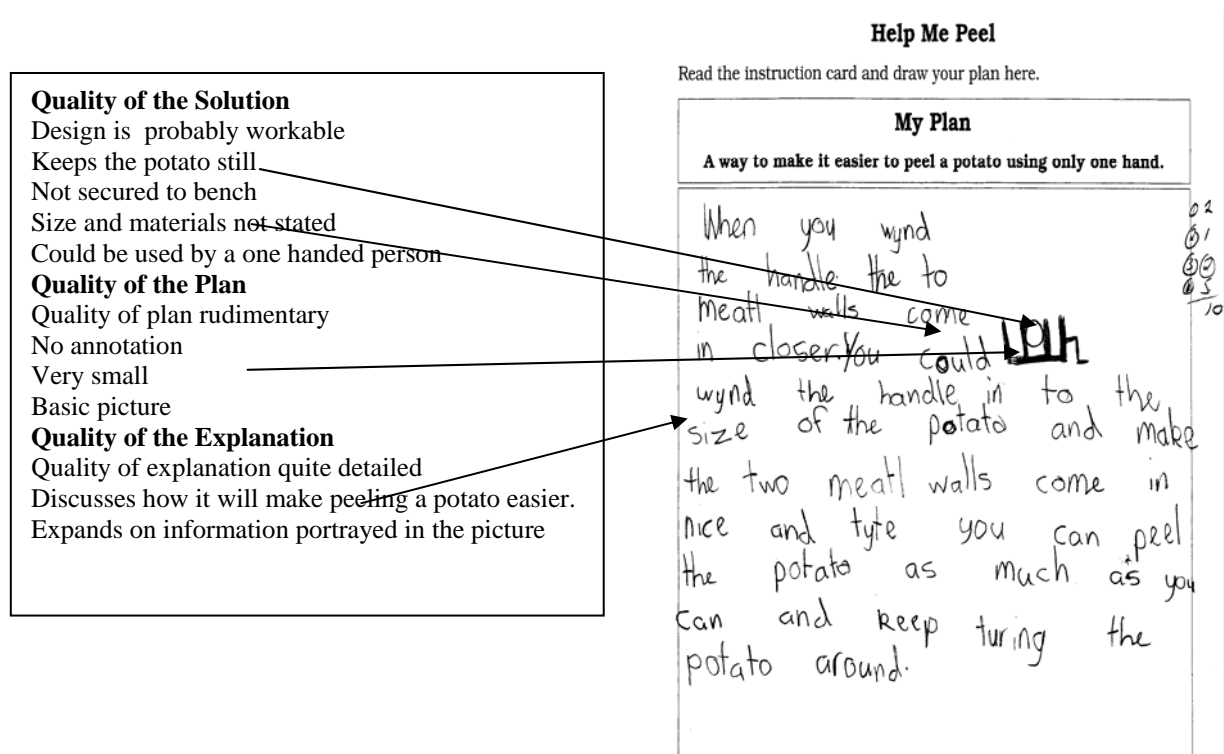 Quality of the Solution
Design is probably workable
Keeps the potato still
Not secured to bench
Size and materials not stated
Could be used by a one handed person
Quality of the Plan
Quality of plan rudimentary
No annotation
Very small
Basic picture
Quality of the Explanation
Quality of explanation quite detailed
Discusses how it will make peeling a potato easier.
Expands on information portrayed in the picture
Help Me Peel
Read the instruction card and draw your plan here.
My Plan
A way to make it easier to peel a potato using only one hand.
When you wynd
the handle the to
meatl walls come
in closer. You could
wynd the handle in to the
size of the potato and make
the two meatl walls come in
nice and tyte you can peel
the potato as much as you
can and keep turing the
potato around.
0 2
1
3 2
5
10